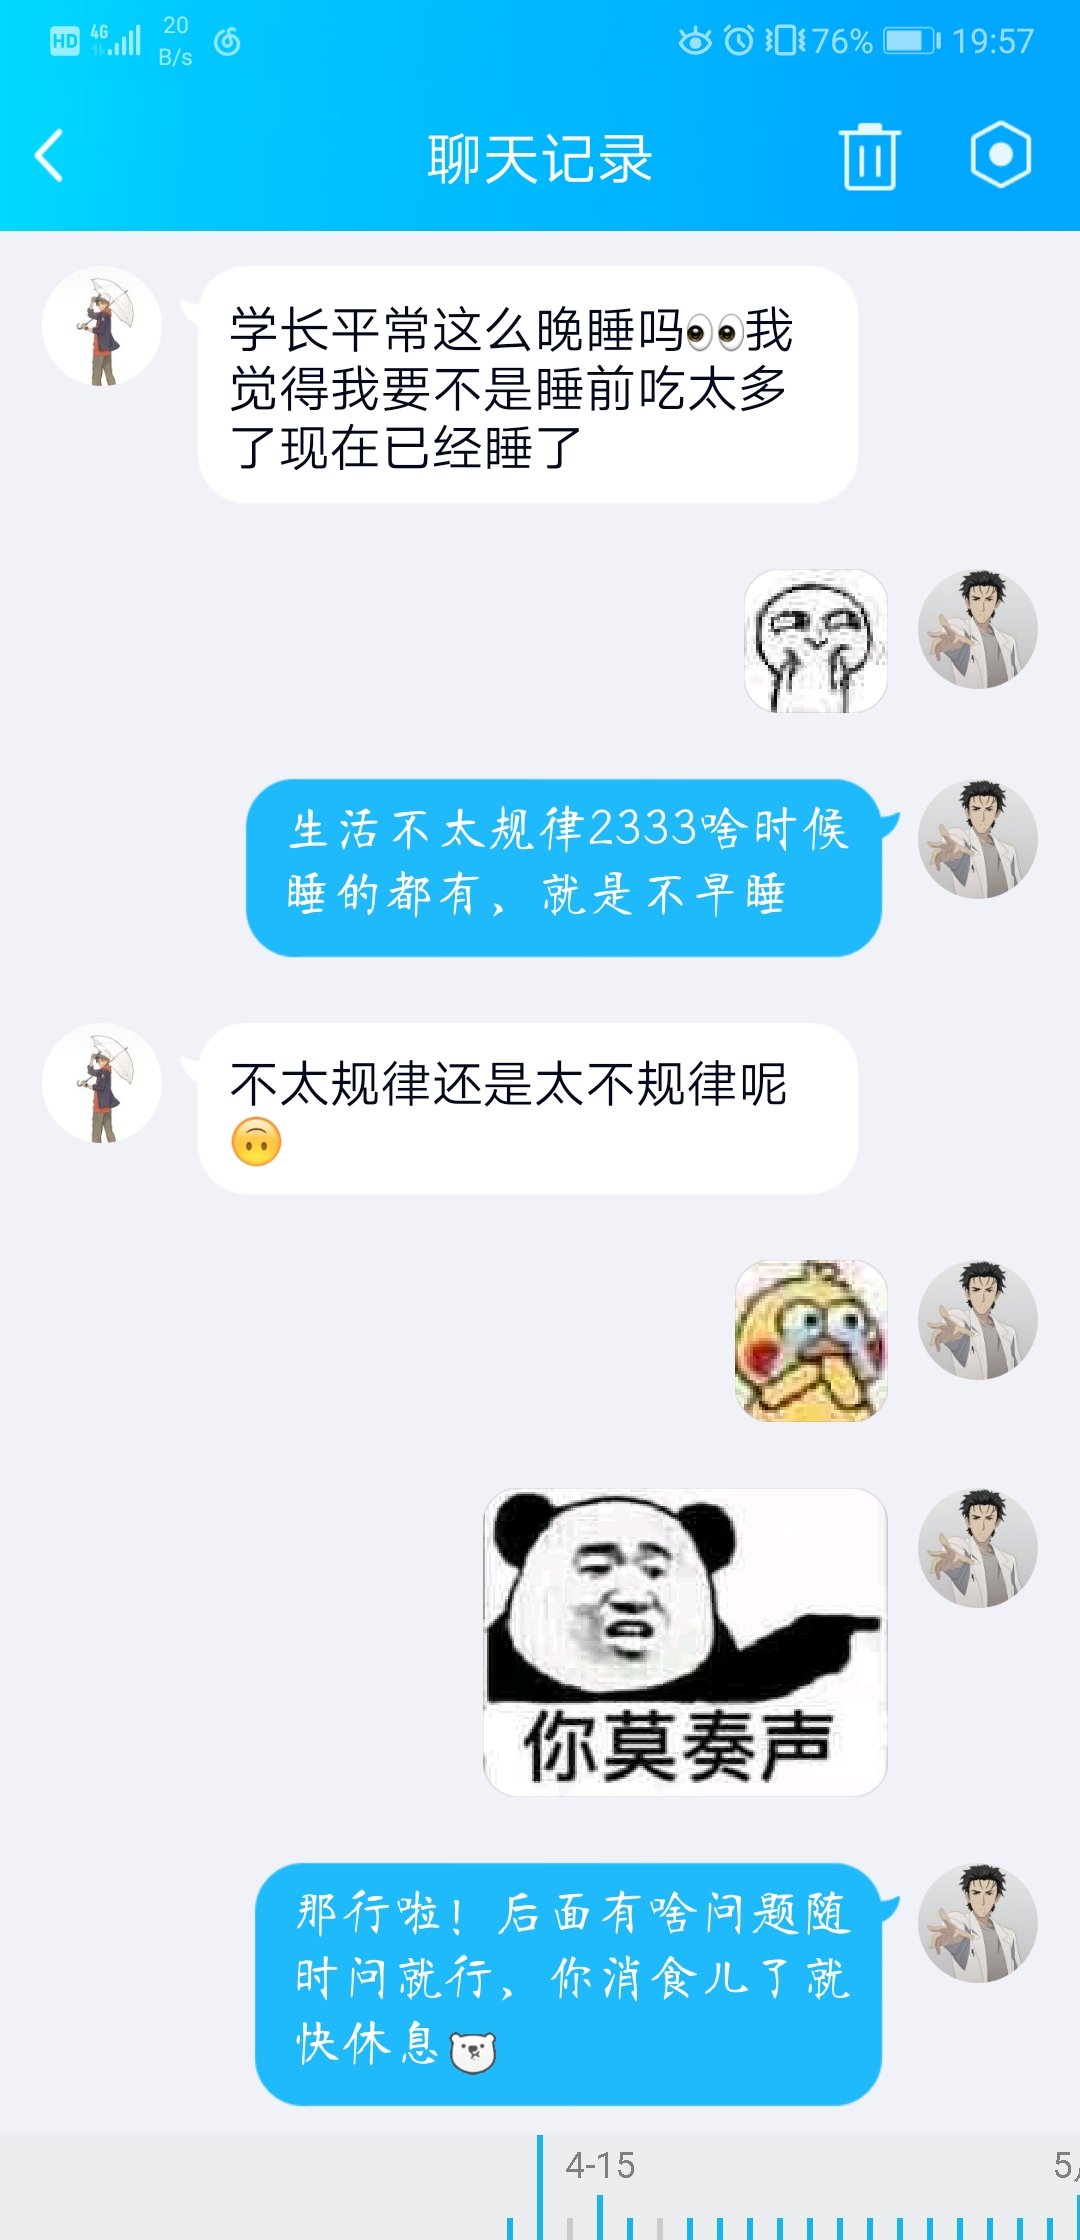 HD 4G 20 B/s 76% 19:57
聊天记录
学长平常这么晚睡吗👀我
觉得我要不是睡前吃太多
了现在已经睡了
生活不太规律2333啥时候
睡的都有、就是不早睡
不太规律还是太不规律呢
🙃
你莫奏声
那行啦！后面有啥问题随
时问就行、你消食儿了就
快休息
4-15